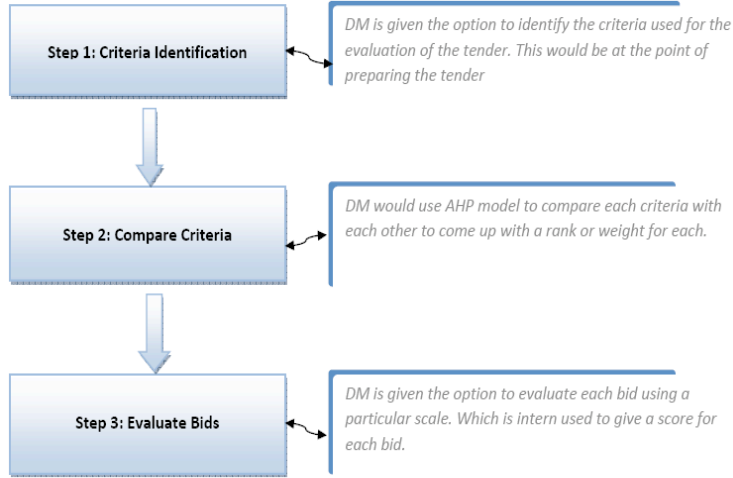 Step 1: Criteria Identification
DM is given the option to identify the criteria used for the
evaluation of the tender. This would be at the point of
preparing the tender
Step 2: Compare Criteria
DM would use AHP model to compare each criteria with
each other to come up with a rank or weight for each.
Step 3: Evaluate Bids
DM is given the option to evaluate each bid using a
particular scale. Which is intern used to give a score for
each bid.